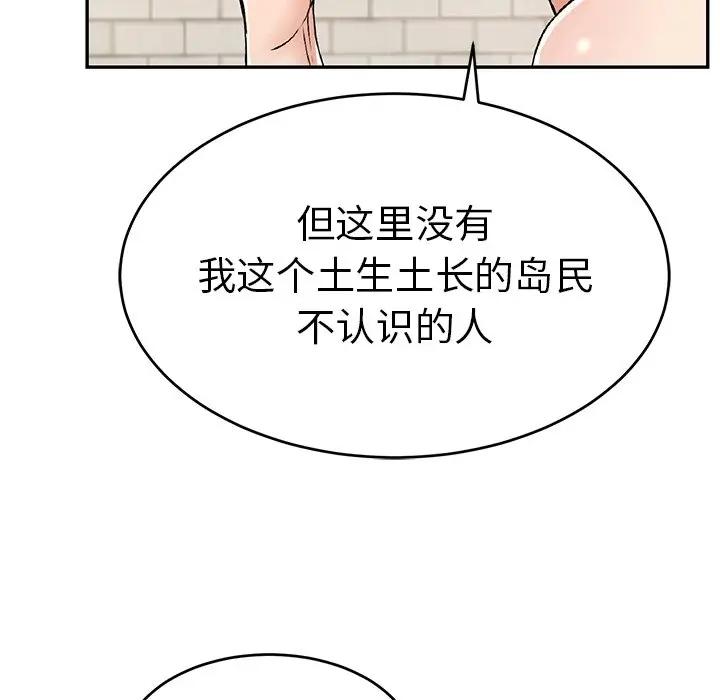 但这里没有
我这个土生土长的岛民
不认识的人